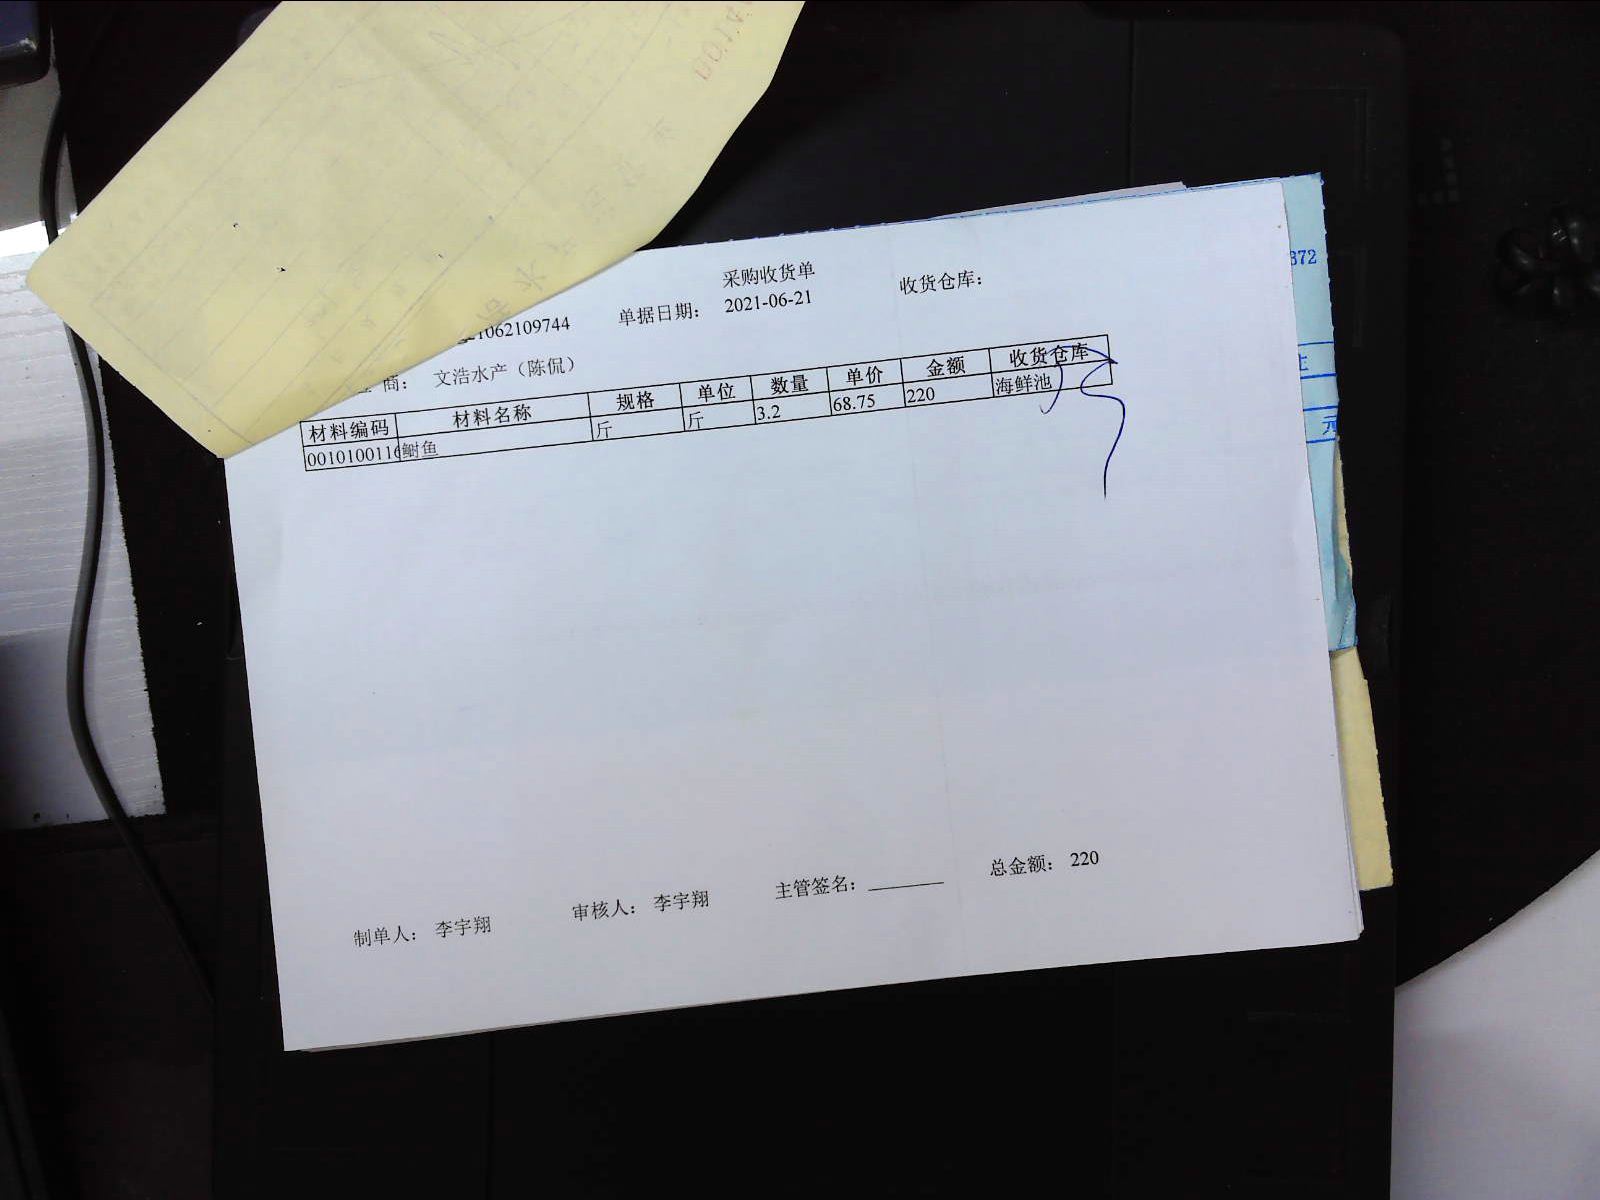 采购收货单
21062109744 单据日期： 2021-06-21 收货仓库：
商： 文浩水产（陈侃）
材料编码 材料名称 规格 单位 数量 单价 金额 收货仓库
0010100116 鲥鱼 斤 斤 3.2 68.75 220 海鲜池
制单人： 李宇翔 审核人： 李宇翔 主管签名： 总金额： 220
372
元